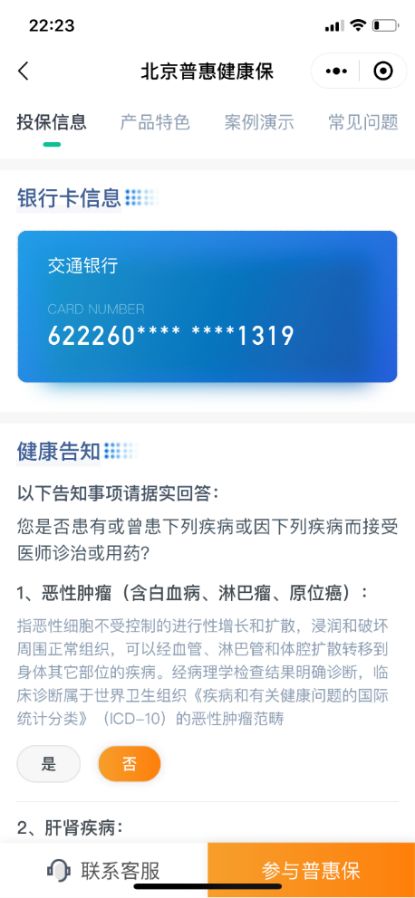 22:23
北京普惠健康保
投保信息 产品特色 案例演示 常见问题
银行卡信息
交通银行
CARD NUMBER
622260**** ****1319
健康告知
以下告知事项请据实回答：
您是否患有或曾患下列疾病或因下列疾病而接受
医师诊治或用药?
1、恶性肿瘤（含白血病、淋巴瘤、原位癌）：
指恶性细胞不受控制的进行性增长和扩散，浸润和破坏
周围正常组织，可以经血管、淋巴管和体腔扩散转移到
身体其它部位的疾病。经病理学检查结果明确诊断，临
床诊断属于世界卫生组织《疾病和有关健康问题的国际
统计分类》（ICD-10）的恶性肿瘤范畴
是 否
2、肝肾疾病：
联系客服 参与普惠保